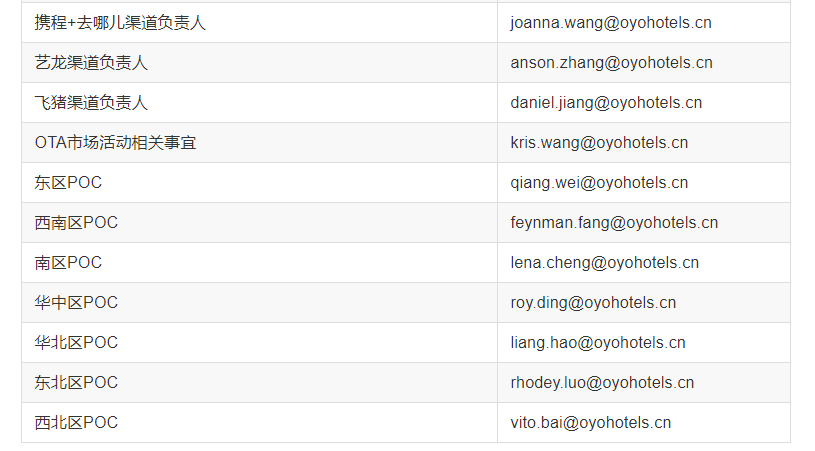 携程+去哪儿渠道负责人 joanna.wang@oyohotels.cn
艺龙渠道负责人 anson.zhang@oyohotels.cn
飞猪渠道负责人 daniel.jiang@oyohotels.cn
OTA市场活动相关事宜 kris.wang@oyohotels.cn
东区POC qiang.wei@oyohotels.cn
西南区POC feynman.fang@oyohotels.cn
南区POC lena.cheng@oyohotels.cn
华中区POC roy.ding@oyohotels.cn
华北区POC liang.hao@oyohotels.cn
东北区POC rhodey.luo@oyohotels.cn
西北区POC vito.bai@oyohotels.cn